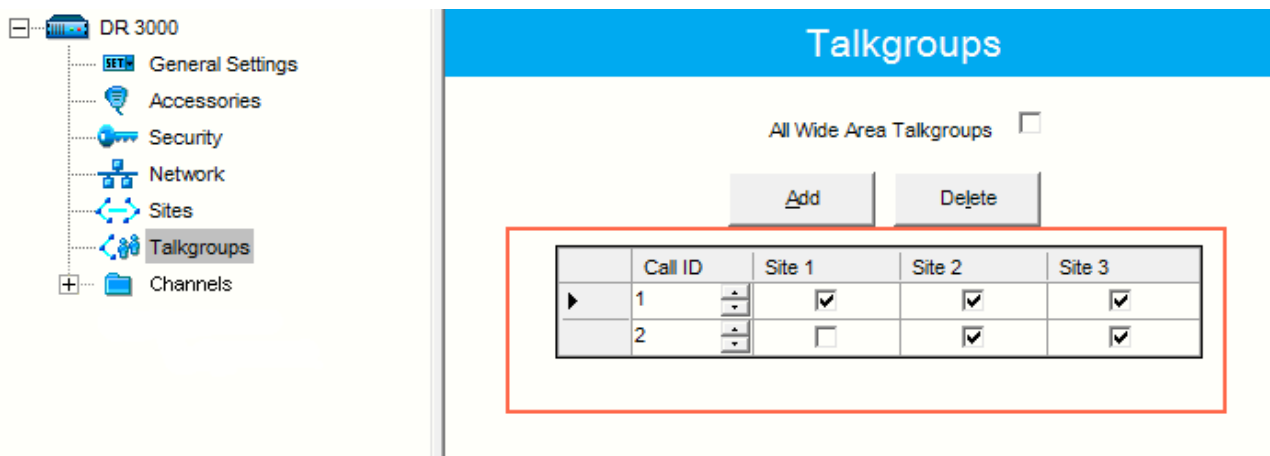 DR 3000
SET
General Settings
Accessories
Security
Network
Sites
Talkgroups
Channels
Talkgroups
All Wide Area Talkgroups
Add Delete
Call ID Site 1 Site 2 Site 3
1
2